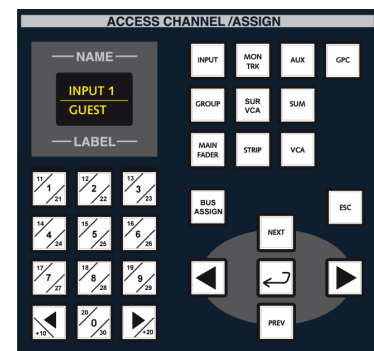 ACCESS CHANNEL /ASSIGN
NAME
INPUT 1
GUEST
LABEL
INPUT
MON
TRK
AUX
GPC
GROUP
SUR
VCA
SUM
MAIN
FADER
STRIP
VCA
BUS
ASSIGN
ESC
NEXT
PREV
11
1
21
12
2
22
13
3
23
14
4
24
15
5
25
16
6
26
17
7
27
18
8
28
19
9
29
+10
20
0
30
+20